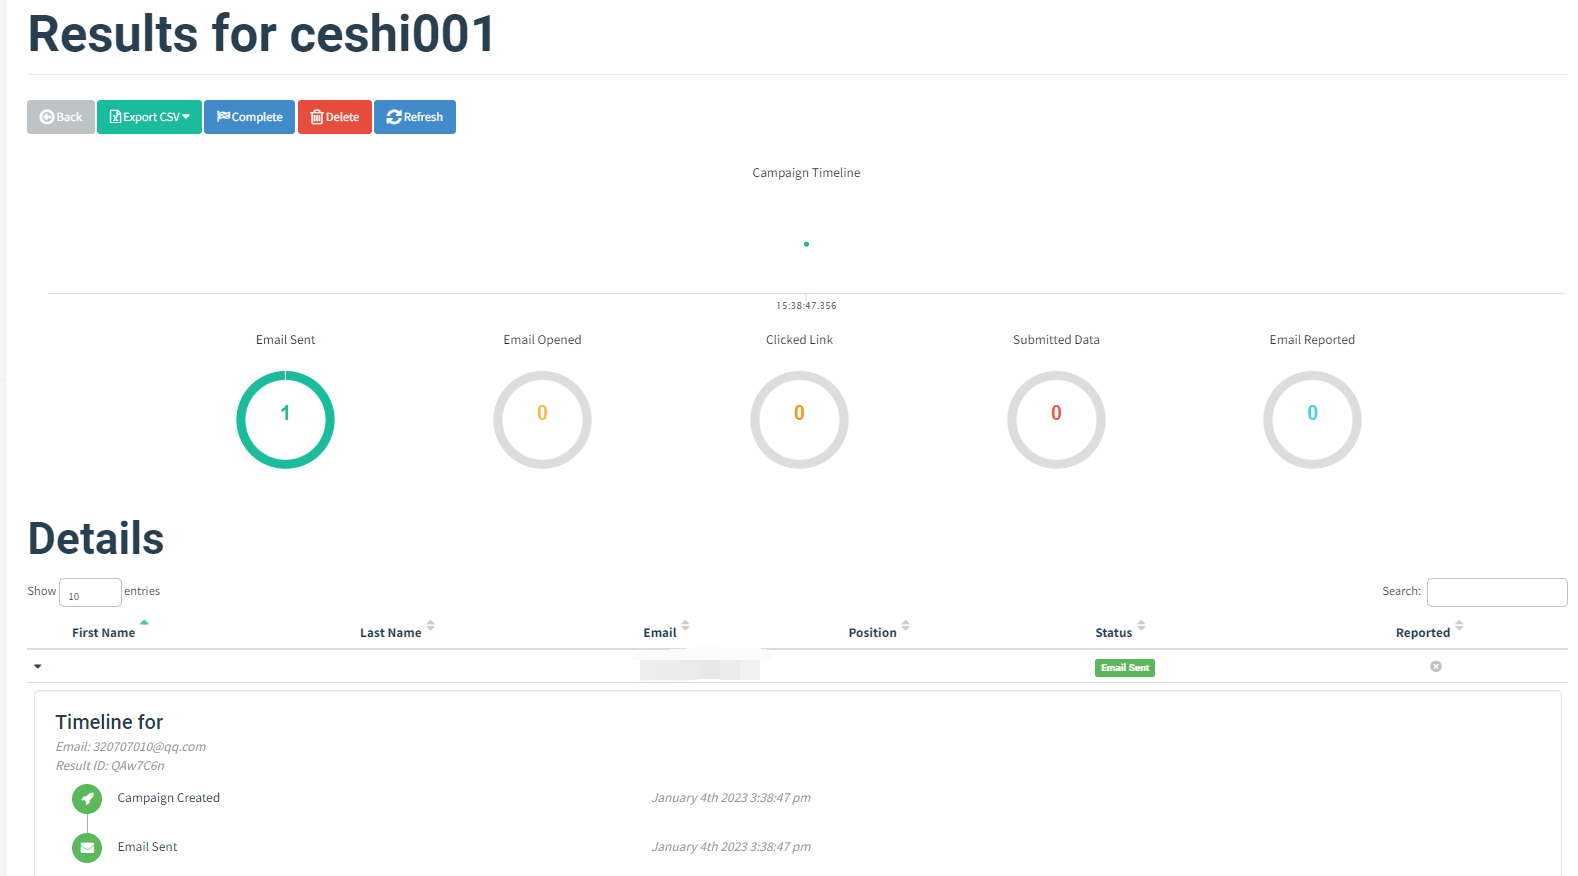 Results for ceshi001
Back Export CSV Complete Delete Refresh
Campaign Timeline
15:38:47.356
Email Sent Email Opened Clicked Link Submitted Data Email Reported
1 0 0 0 0
Details
Show 10 entries Search:
First Name Last Name Email Position Status Reported
Email Sent
Timeline for
Email: 320707010@qq.com
Result ID: QAw7C6n
Campaign Created January 4th 2023 3:38:47 pm
Email Sent January 4th 2023 3:38:47 pm